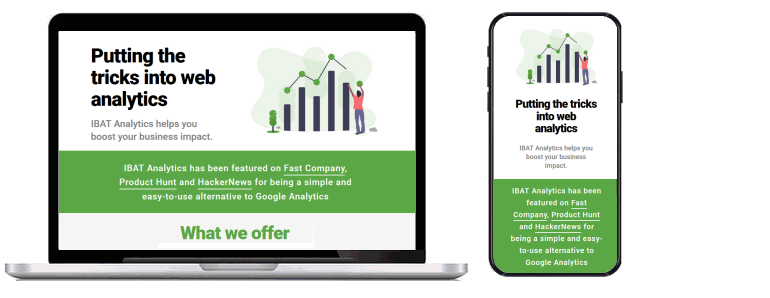 Putting the
tricks into web
analytics
IBAT Analytics helps you
boost your business impact.
IBAT Analytics has been featured on Fast Company,
Product Hunt and HackerNews for being a simple and
easy-to-use alternative to Google Analytics
What we offer
Putting the tricks
into web
analytics
IBAT Analytics helps you
boost your business
impact.
IBAT Analytics has been
featured on Fast
Company, Product Hunt
and HackerNews for
being a simple and easy-
to-use alternative to
Google Analytics